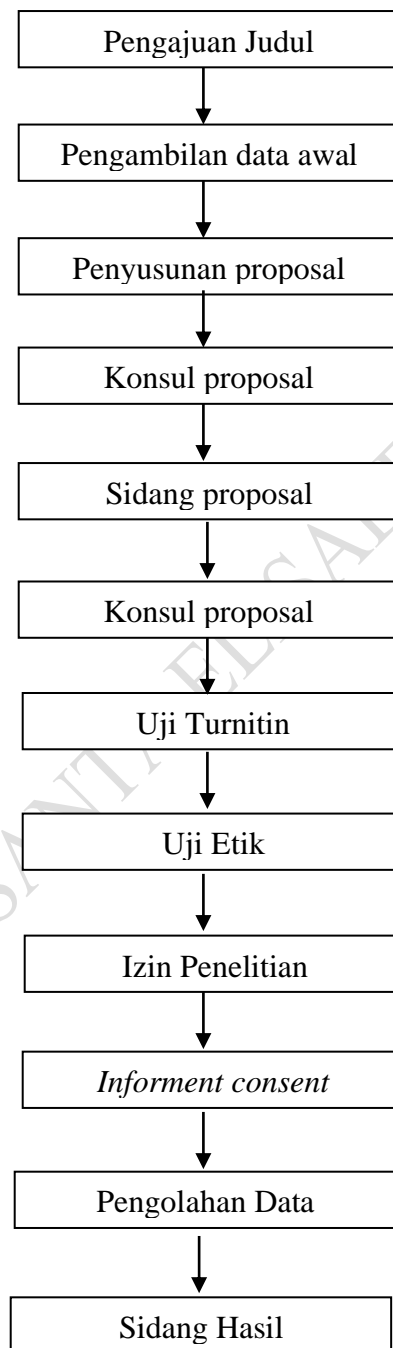 Pengajuan Judul
Pengambilan data awal
Penyusunan proposal
Konsul proposal
Sidang proposal
Konsul proposal
Uji Turnitin
Uji Etik
Izin Penelitian
Informent consent
Pengolahan Data
Sidang Hasil